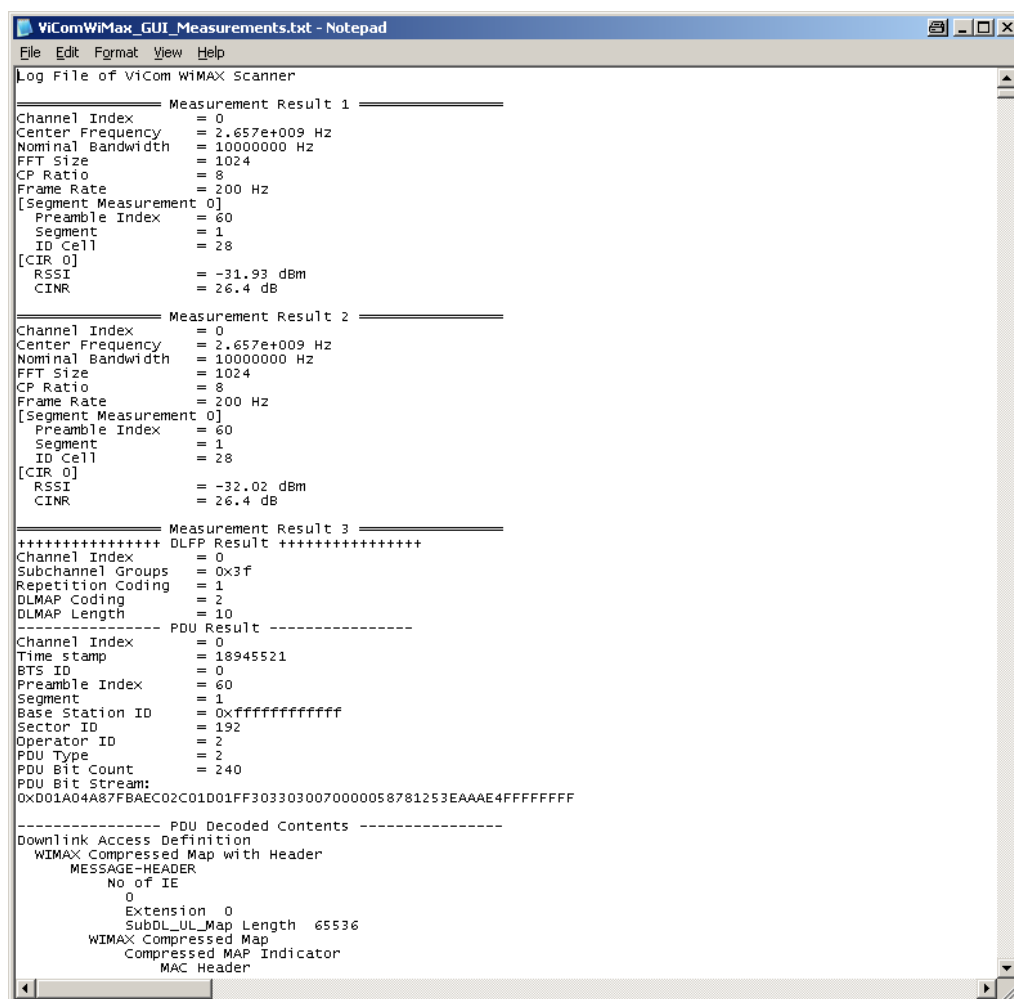 ViComWiMax_GUI_Measurements.txt - Notepad
File Edit Format View Help
Log File of ViCom WiMAX Scanner
================ Measurement Result 1 ================
Channel Index = 0
Center Frequency = 2.657e+009 Hz
Nominal Bandwidth = 10000000 Hz
FFT Size = 1024
CP Ratio = 8
Frame Rate = 200 Hz
[Segment Measurement 0]
Preamble Index = 60
Segment = 1
ID Cell = 28
[CIR 0]
RSSI = -31.93 dBm
CINR = 26.4 dB
================ Measurement Result 2 ================
Channel Index = 0
Center Frequency = 2.657e+009 Hz
Nominal Bandwidth = 10000000 Hz
FFT Size = 1024
CP Ratio = 8
Frame Rate = 200 Hz
[Segment Measurement 0]
Preamble Index = 60
Segment = 1
ID Cell = 28
[CIR 0]
RSSI = -32.02 dBm
CINR = 26.4 dB
================ Measurement Result 3 ================
++++++++++++++++ DLFP Result ++++++++++++++++
Channel Index = 0
Subchannel Groups = 0x3f
Repetition Coding = 1
DLMAP Coding = 2
DLMAP Length = 10
---------------- PDU Result ----------------
Channel Index = 0
Time stamp = 18945521
BTS ID = 0
Preamble Index = 60
Segment = 1
Base Station ID = 0xffffffffffff
Sector ID = 192
Operator ID = 2
PDU Type = 2
PDU Bit Count = 240
PDU Bit Stream:
0xD01A04A87FBAEC02C01D01FF3033030070000058781253EAAAE4FFFFFFFF
---------------- PDU Decoded Contents ----------------
Downlink Access Definition
WIMAX Compressed Map with Header
MESSAGE-HEADER
No of IE
0
Extension 0
SubDL_UL_Map Length 65536
WIMAX Compressed Map
Compressed MAP Indicator
MAC Header